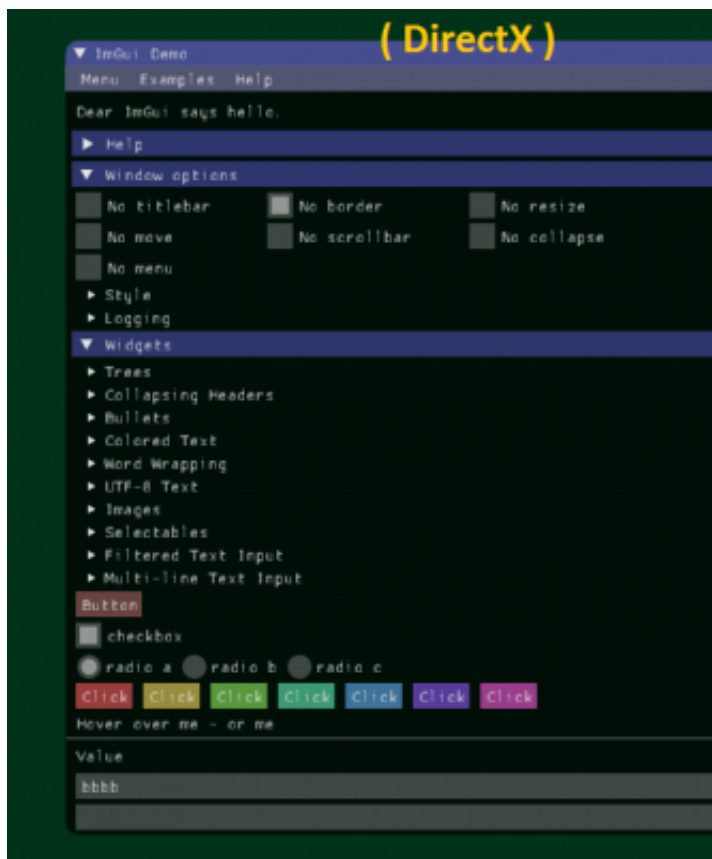 ( DirectX )
ImGui Demo
Menu Examples Help
Dear ImGui says hello.
Help
Window options
No titlebar No border No resize
No move No scrollbar No collapse
No menu
Style
Logging
Widgets
Trees
Collapsing Headers
Bullets
Colored Text
Word Wrapping
UTF-8 Text
Images
Selectables
Filtered Text Input
Multi-line Text Input
Button
checkbox
radio a radio b radio c
Click Click Click Click Click Click Click
Hover over me - or me
Value
bbbb